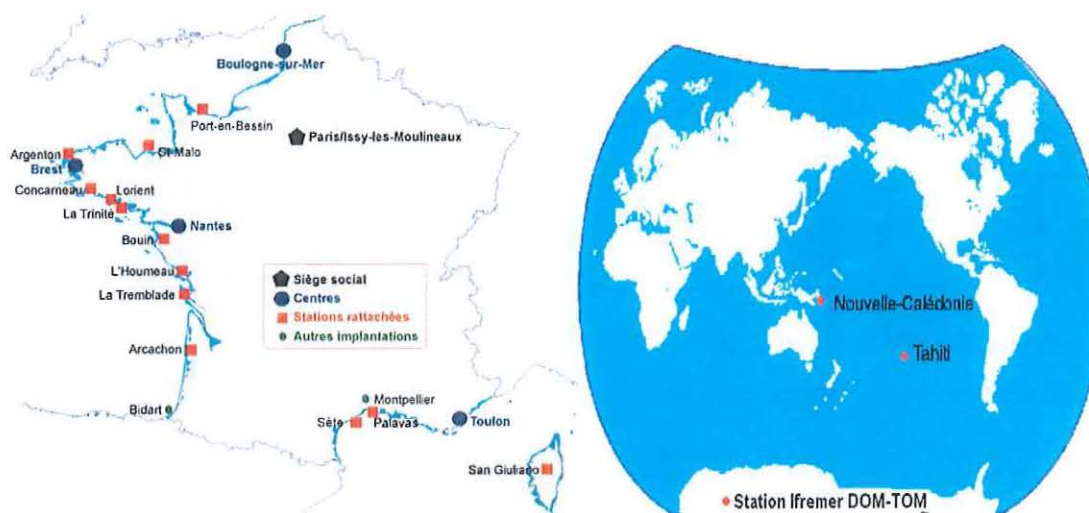 Boulogne-sur-Mer
Port-en-Bessin
Paris/Issy-les-Moulineaux
St-Malo
Argenton
Brest
Concarneau
Lorient
La Trinité
Nantes
Bouin
L'Houmeau
La Tremblade
Siège social
Centres
Stations rattachées
Autres implantations
Arcachon
Bidart
Montpellier
Sète
Palavas
Toulon
San Giuliano
Nouvelle-Calédonie
Tahiti
Station Ifremer DOM-TOM